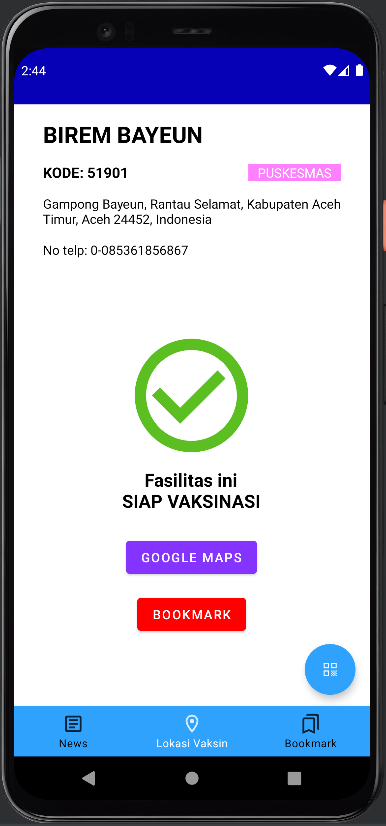 2:44
BIREM BAYEUN
KODE: 51901
PUSKESMAS
Gampong Bayeun, Rantau Selamat, Kabupaten Aceh
Timur, Aceh 24452, Indonesia
No telp: 0-085361856867
Fasilitas ini
SIAP VAKSINASI
GOOGLE MAPS
BOOKMARK
News
Lokasi Vaksin
Bookmark